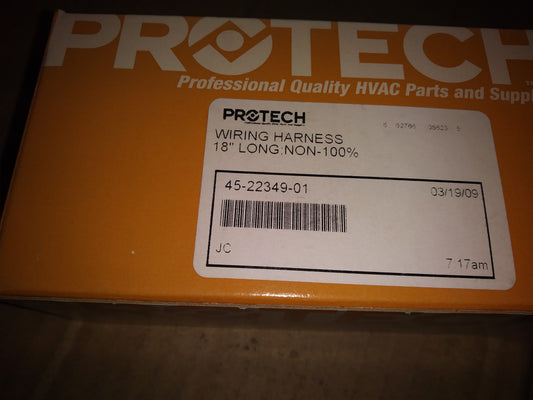 PROTECH
Professional Quality HVAC Parts and Suppl
PROTECH
WIRING HARNESS
18" LONG;NON-100%
45-22349-01 03/19/09
JC 7:17am